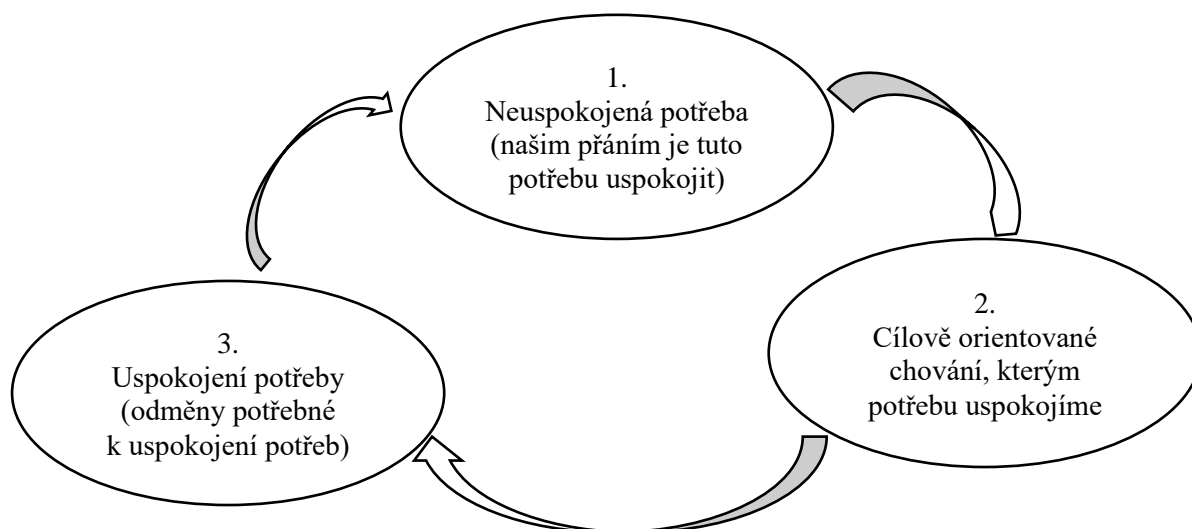 1.
Neuspokojená potřeba
(našim přáním je tuto
potřebu uspokojit)
2.
Cílově orientované
chování, kterým
potřebu uspokojíme
3.
Uspokojení potřeby
(odměny potřebné
k uspokojení potřeb)